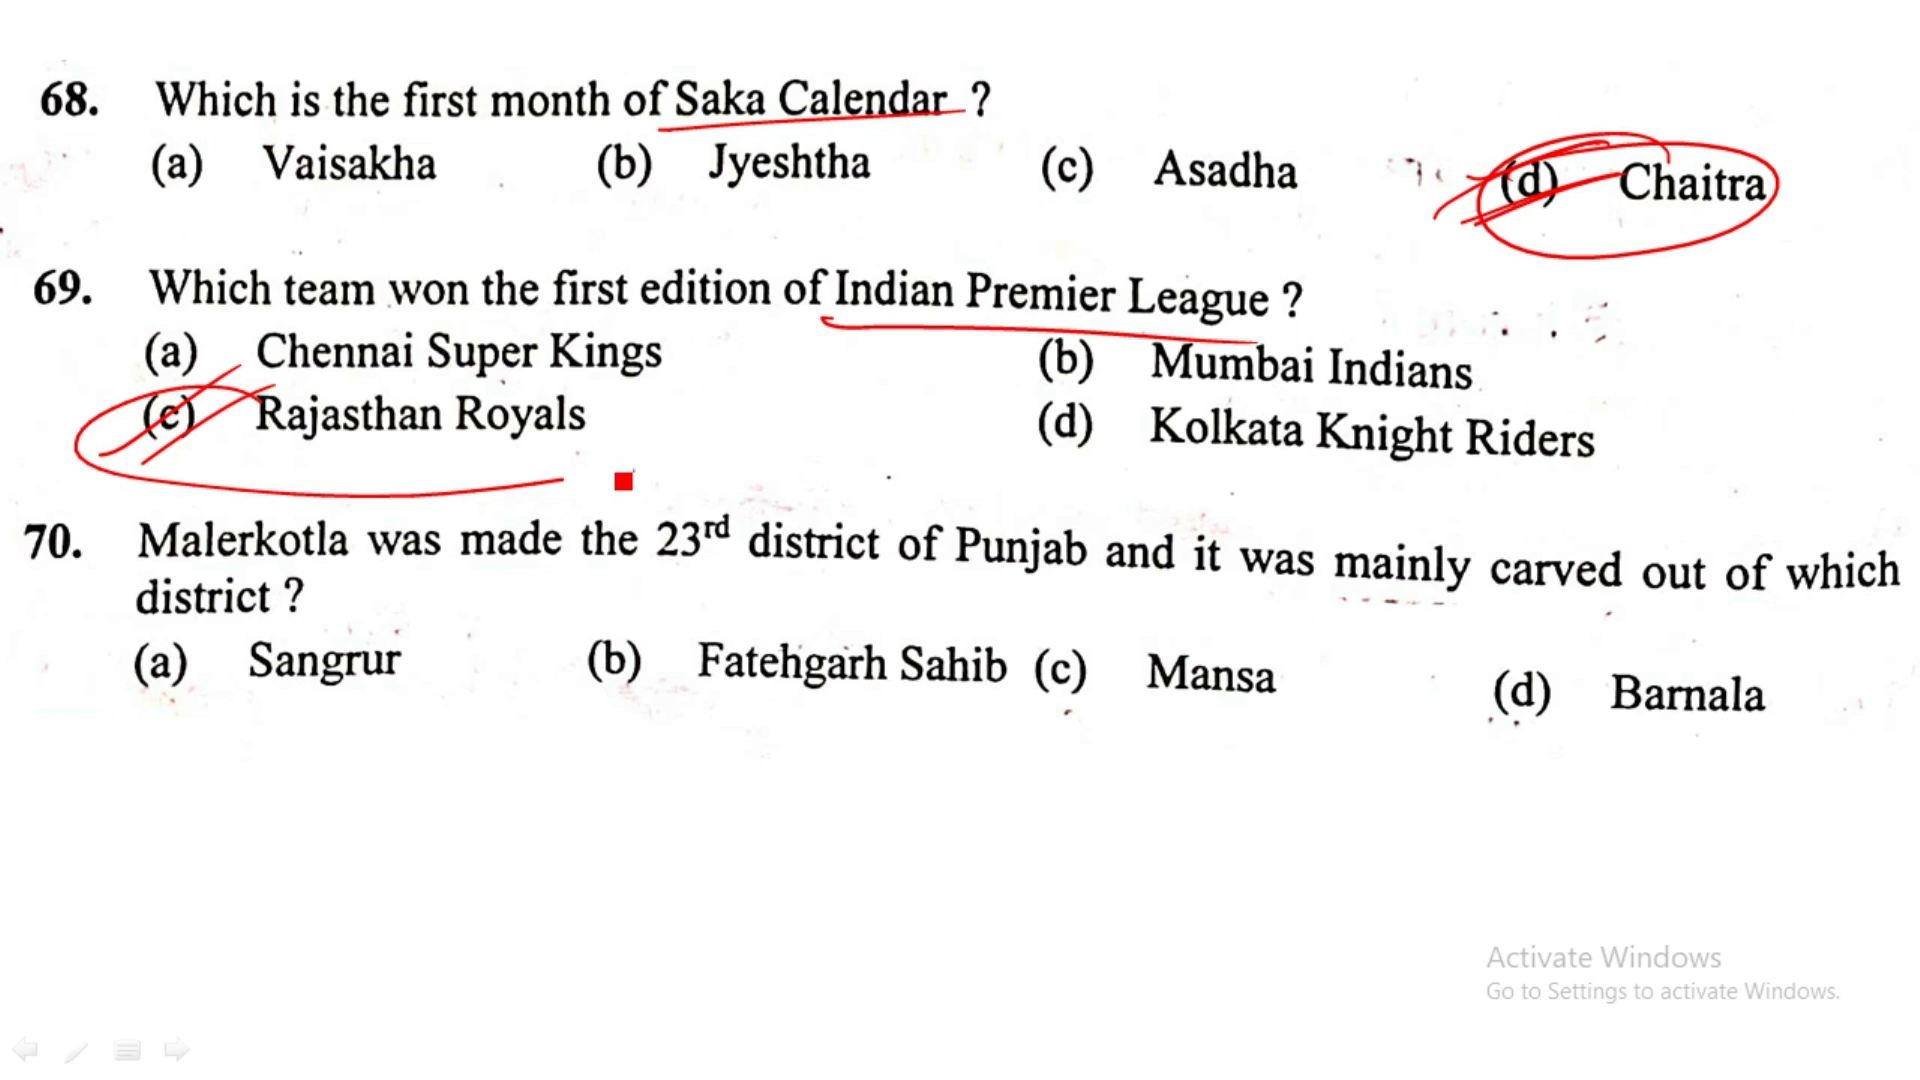 68. Which is the first month of Saka Calendar ?
(a) Vaisakha (b) Jyeshtha (c) Asadha (d) Chaitra
69. Which team won the first edition of Indian Premier League ?
(a) Chennai Super Kings (b) Mumbai Indians
(c) Rajasthan Royals (d) Kolkata Knight Riders
70. Malerkotla was made the 23rd district of Punjab and it was mainly carved out of which
district ?
(a) Sangrur (b) Fatehgarh Sahib (c) Mansa (d) Barnala
Activate Windows
Go to Settings to activate Windows.